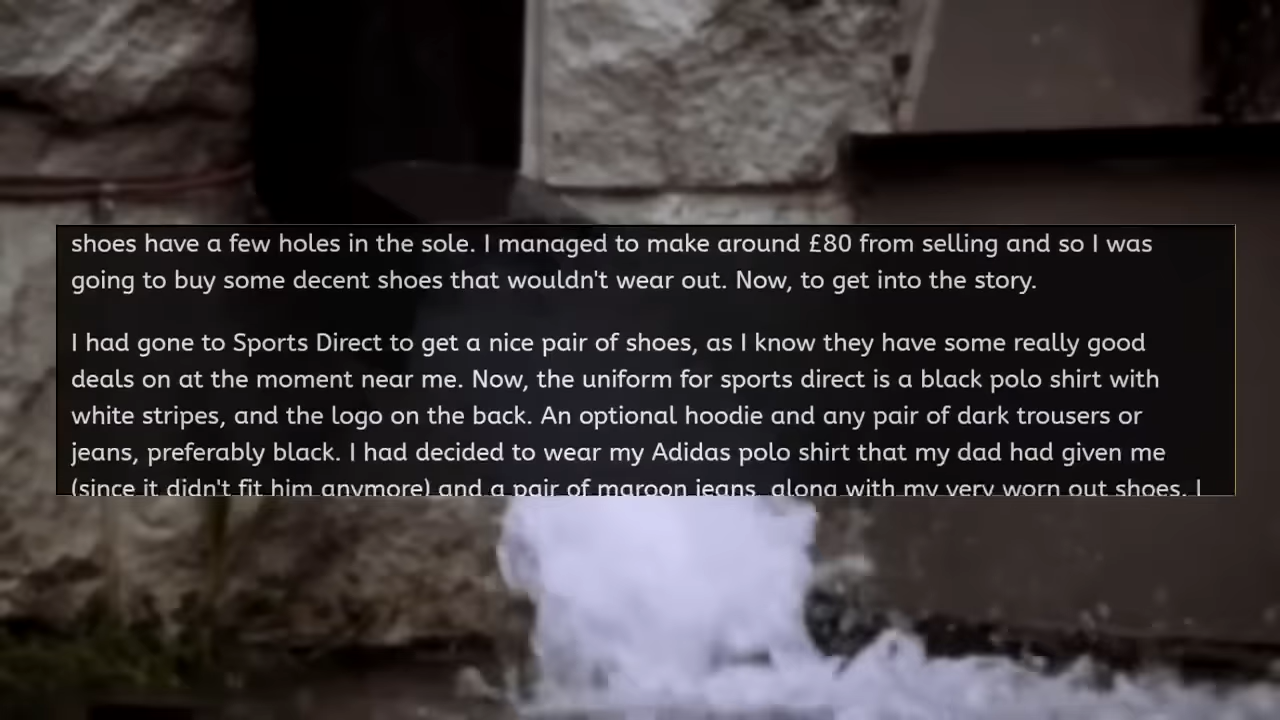 shoes have a few holes in the sole. I managed to make around £80 from selling and so I was
going to buy some decent shoes that wouldn't wear out. Now, to get into the story.
I had gone to Sports Direct to get a nice pair of shoes, as I know they have some really good
deals on at the moment near me. Now, the uniform for sports direct is a black polo shirt with
white stripes, and the logo on the back. An optional hoodie and any pair of dark trousers or
jeans, preferably black. I had decided to wear my Adidas polo shirt that my dad had given me
(since it didn't fit him anymore) and a pair of maroon jeans, along with my very worn out shoes. I